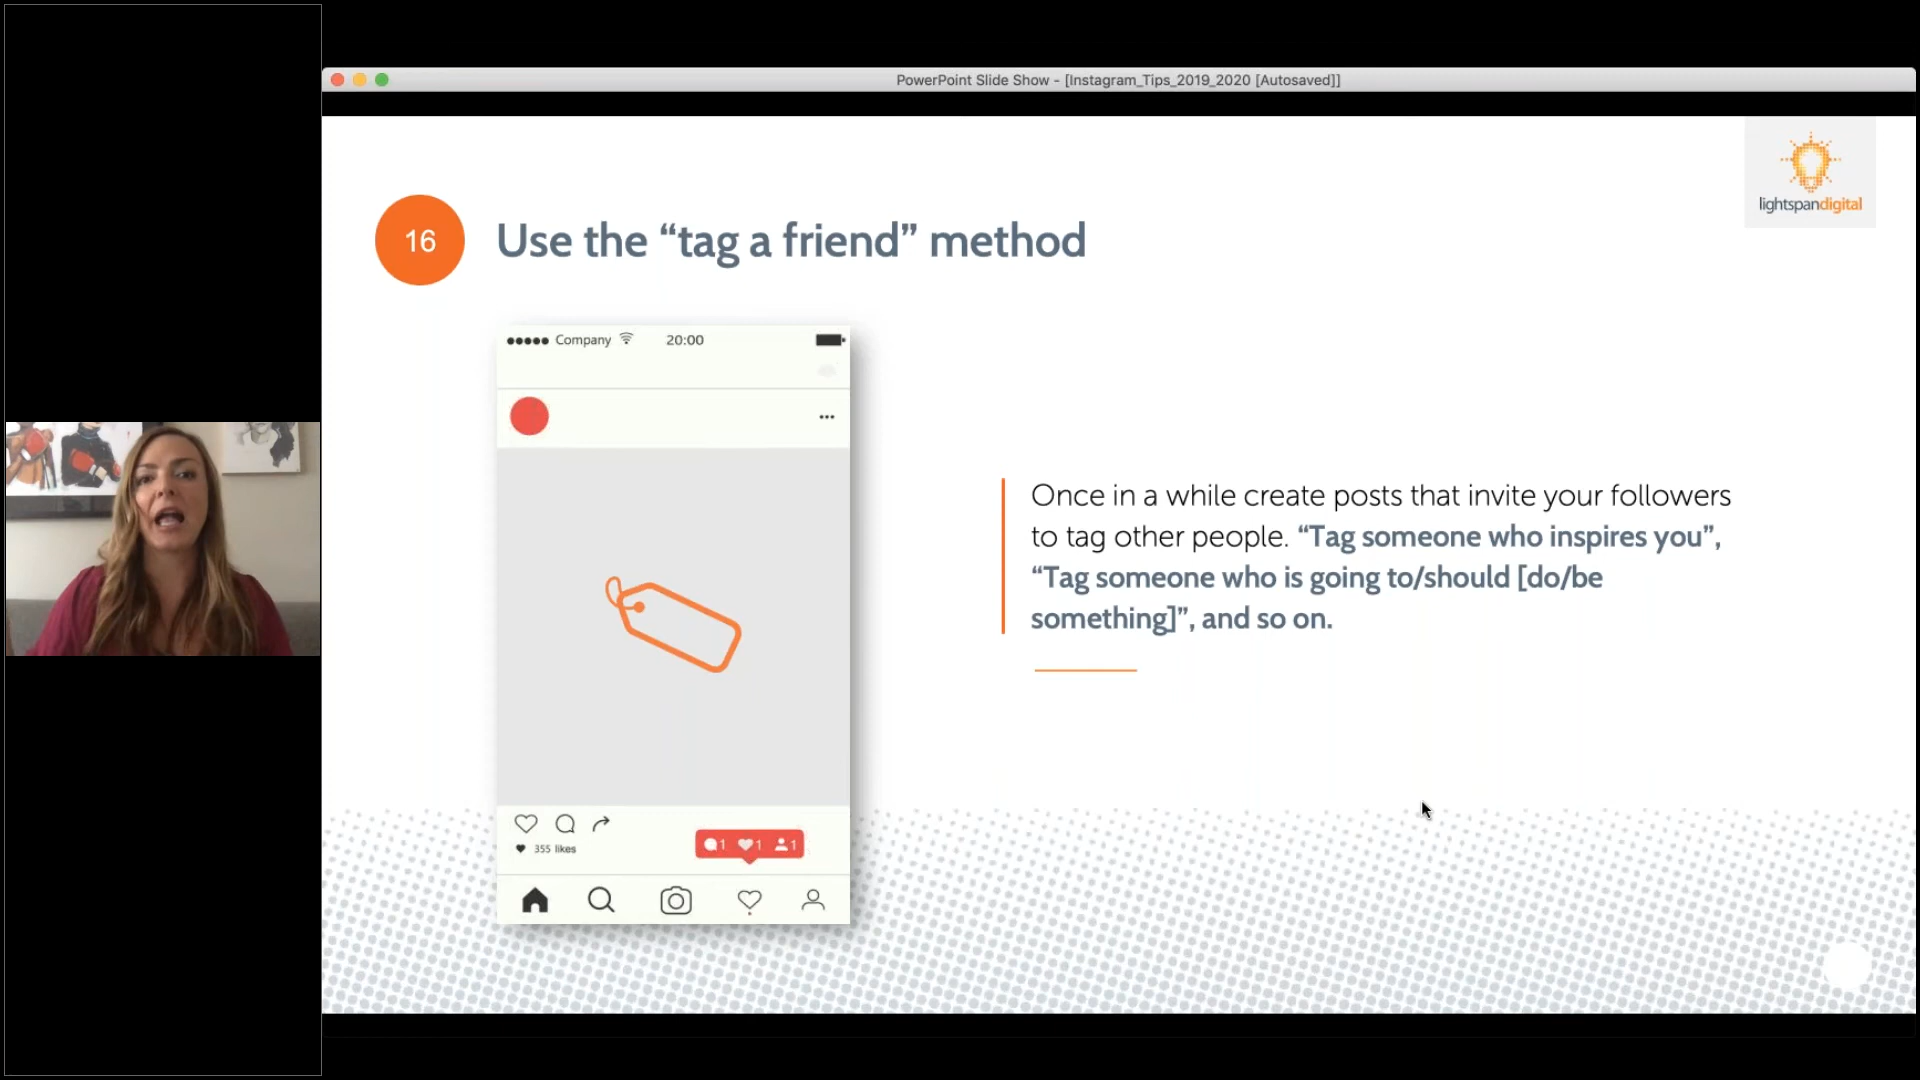 PowerPoint Slide Show - [Instagram_Tips_2019_2020 [Autosaved]]
lightspandigital
16
Use the “tag a friend” method
Company
20:00
Once in a while create posts that invite your followers
to tag other people. “Tag someone who inspires you”,
“Tag someone who is going to/should [do/be
something]”, and so on.
355 likes
1 1 1